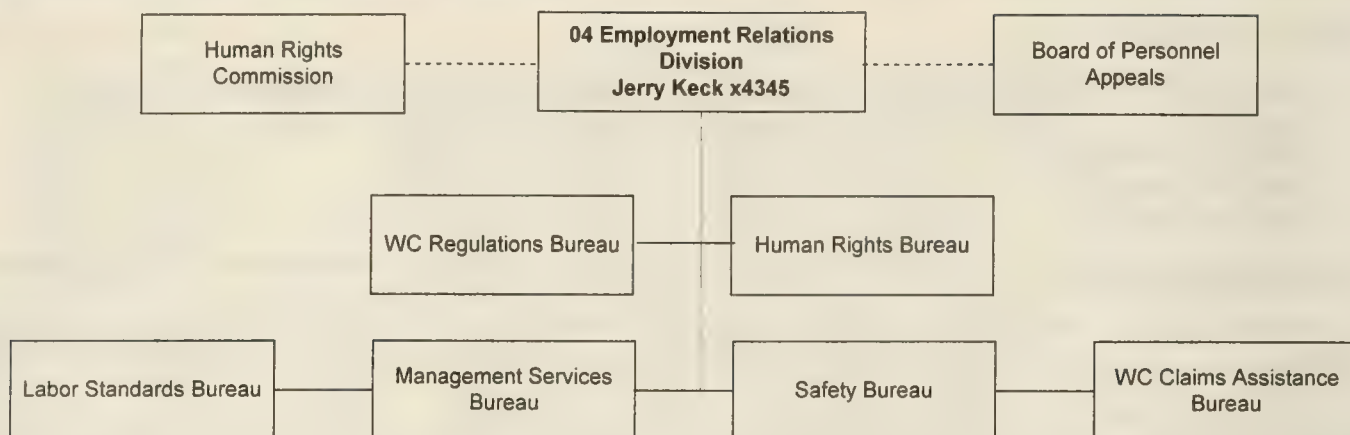 Human Rights
Commission
04 Employment Relations
Division
Jerry Keck x4345
Board of Personnel
Appeals
WC Regulations Bureau
Human Rights Bureau
Labor Standards Bureau
Management Services
Bureau
Safety Bureau
WC Claims Assistance
Bureau